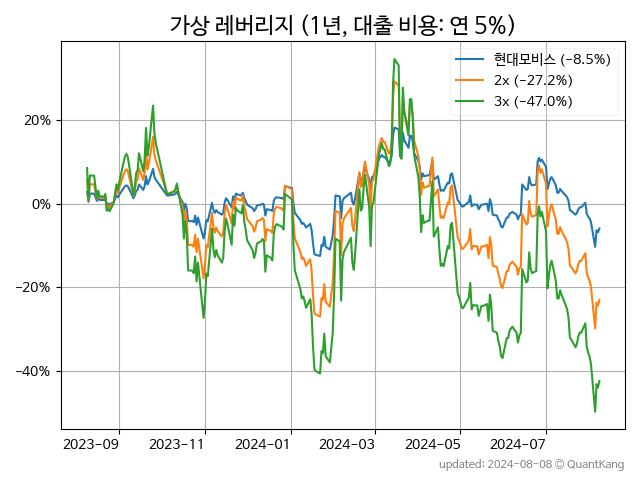 가상 레버리지 (1년, 대출 비용: 연 5%)
현대모비스 (−8.5%)
2x (−27.2%)
3x (−47.0%)
20%
0%
−20%
−40%
2023-09 2023-11 2024-01 2024-03 2024-05 2024-07
updated: 2024-08-08 © QuantKang